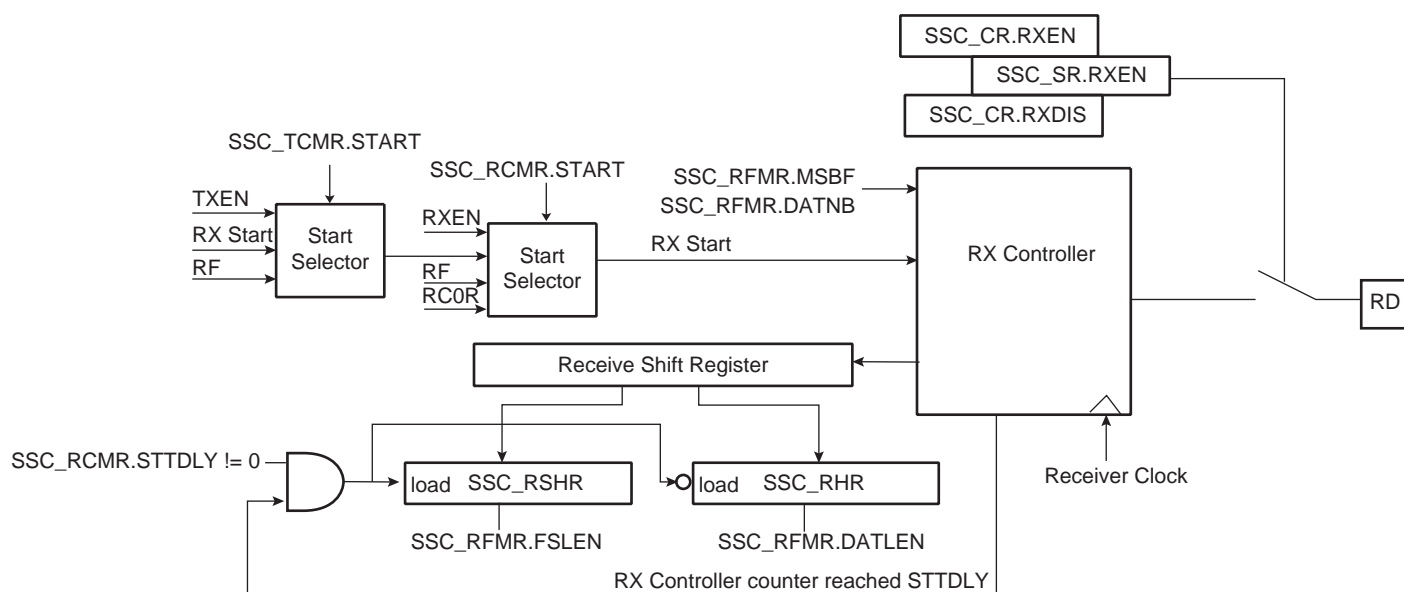 SSC_CR.RXEN
SSC_SR.RXEN
SSC_CR.RXDIS
SSC_TCMR.START
SSC_RCMR.START
SSC_RFMR.MSBF
SSC_RFMR.DATNB
TXEN
RX Start
RF
Start
Selector
RXEN
RF
RC0R
Start
Selector
RX Start
RX Controller
RD
Receive Shift Register
SSC_RCMR.STTDLY != 0
load SSC_RSHR
load SSC_RHR
Receiver Clock
SSC_RFMR.FSLEN
SSC_RFMR.DATLEN
RX Controller counter reached STTDLY